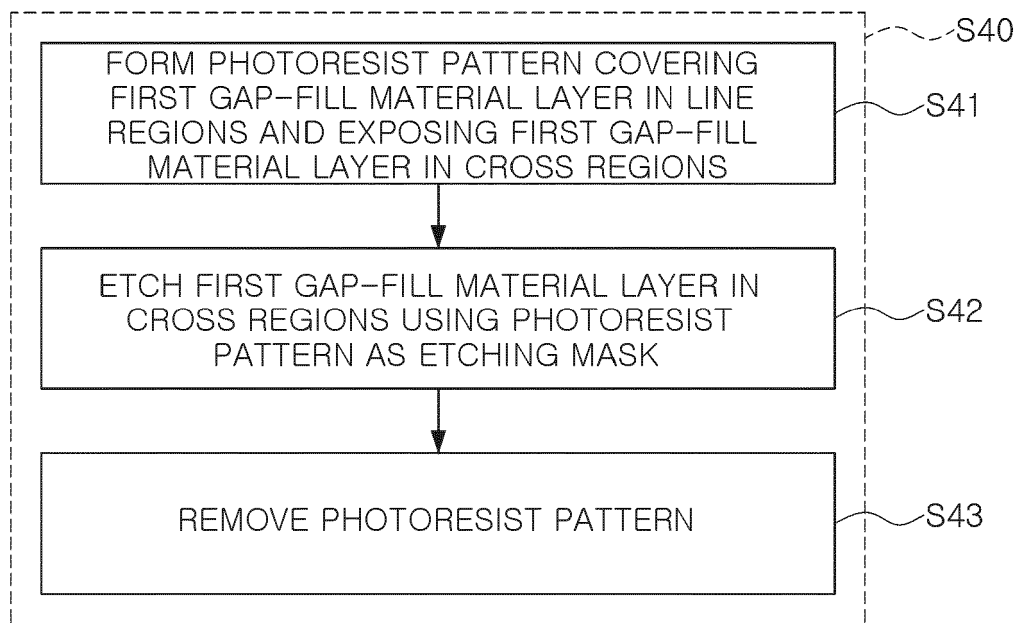 S40
FORM PHOTORESIST PATTERN COVERING
FIRST GAP-FILL MATERIAL LAYER IN LINE
REGIONS AND EXPOSING FIRST GAP-FILL
MATERIAL LAYER IN CROSS REGIONS
S41
ETCH FIRST GAP-FILL MATERIAL LAYER IN
CROSS REGIONS USING PHOTORESIST
PATTERN AS ETCHING MASK
S42
REMOVE PHOTORESIST PATTERN
S43